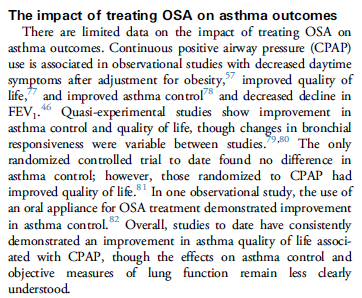 The impact of treating OSA on asthma outcomes
There are limited data on the impact of treating OSA on
asthma outcomes. Continuous positive airway pressure (CPAP)
use is associated in observational studies with decreased daytime
symptoms after adjustment for obesity,57 improved quality of
life,77 and improved asthma control78 and decreased decline in
FEV1.46 Quasi-experimental studies show improvement in
asthma control and quality of life, though changes in bronchial
responsiveness were variable between studies.79,80 The only
randomized controlled trial to date found no difference in
asthma control; however, those randomized to CPAP had
improved quality of life.81 In one observational study, the use of
an oral appliance for OSA treatment demonstrated improvement
in asthma control.82 Overall, studies to date have consistently
demonstrated an improvement in asthma quality of life associ-
ated with CPAP, though the effects on asthma control and
objective measures of lung function remain less clearly
understood.